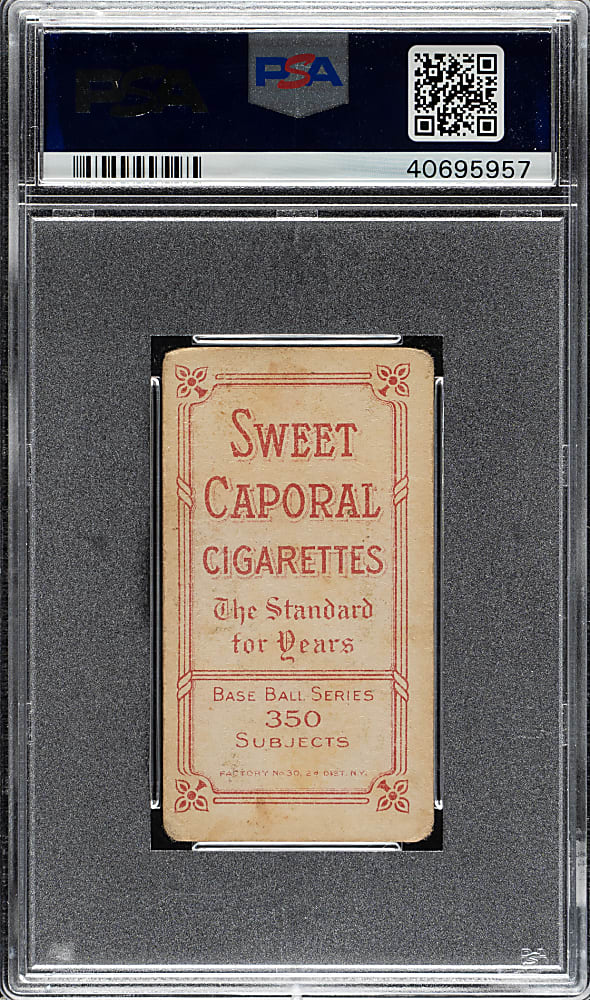 PSA
PSA
40695957
SWEET
CAPORAL
CIGARETTES
The Standard
for Years
BASE BALL SERIES
350
SUBJECTS
FACTORY No 30, 2d DIST. N.Y.